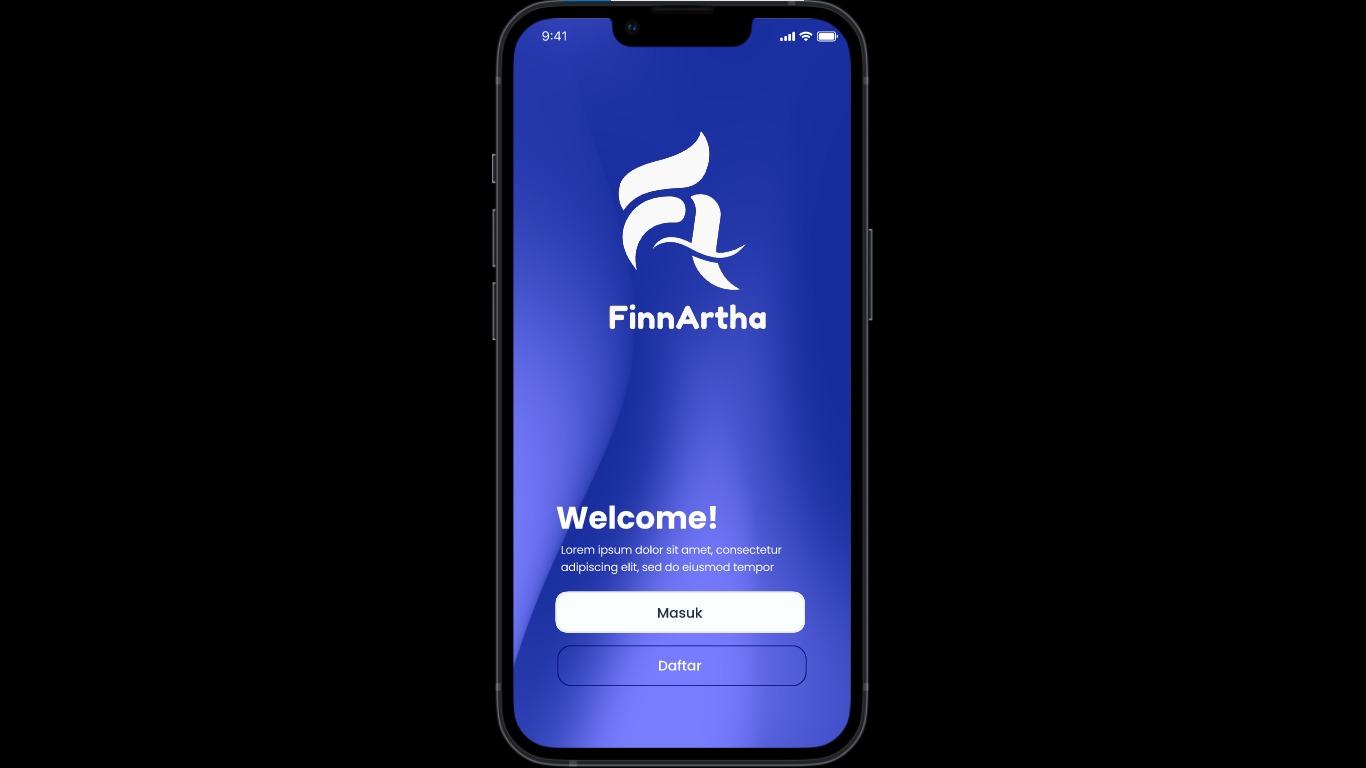 9:41
FinnArtha
Welcome!
Lorem ipsum dolor sit amet, consectetur
adipiscing elit, sed do eiusmod tempor
Masuk
Daftar